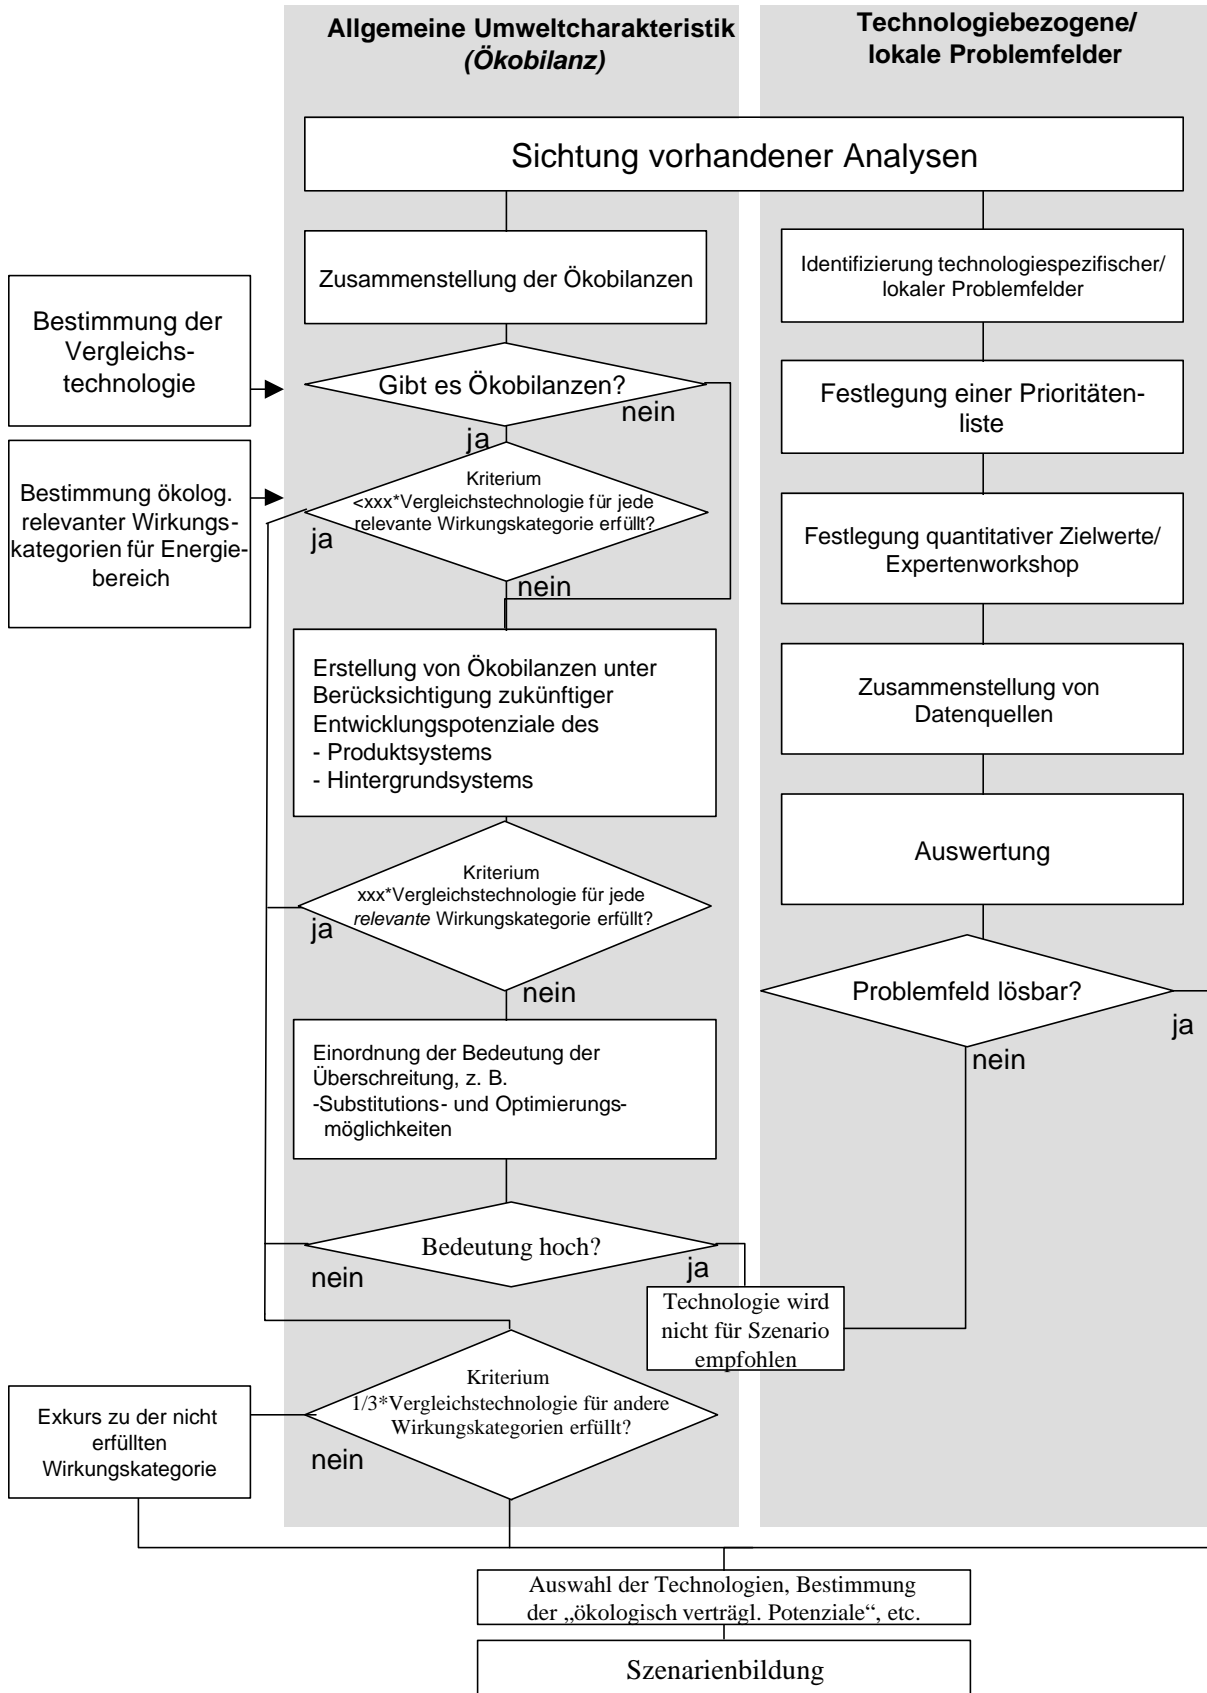 Allgemeine Umweltcharakteristik
(Ökobilanz)
Technologiebezogene/
lokale Problemfelder
Sichtung vorhandener Analysen
Zusammenstellung der Ökobilanzen
Bestimmung der
Vergleichs-
technologie
Gibt es Ökobilanzen?
nein
ja
Bestimmung ökolog.
relevanter Wirkungs-
kategorien für Energie-
bereich
Kriterium
<xxx*Vergleichstechnologie für jede
relevante Wirkungskategorie erfüllt?
ja
nein
Erstellung von Ökobilanzen unter
Berücksichtigung zukünftiger
Entwicklungspotenziale des
- Produktsystems
- Hintergrundsystems
Kriterium
xxx*Vergleichstechnologie für jede
relevante Wirkungskategorie erfüllt?
ja
nein
Einordnung der Bedeutung der
Überschreitung, z. B.
-Substitutions- und Optimierungs-
möglichkeiten
Bedeutung hoch?
nein
ja
Kriterium
1/3*Vergleichstechnologie für andere
Wirkungskategorien erfüllt?
nein
Exkurs zu der nicht
erfüllten
Wirkungskategorie
Identifizierung technologiespezifischer/
lokaler Problemfelder
Festlegung einer Prioritäten-
liste
Festlegung quantitativer Zielwerte/
Expertenworkshop
Zusammenstellung von
Datenquellen
Auswertung
Problemfeld lösbar?
ja
nein
Technologie wird
nicht für Szenario
empfohlen
Auswahl der Technologien, Bestimmung
der „ökologisch verträgl. Potenziale“, etc.
Szenarienbildung